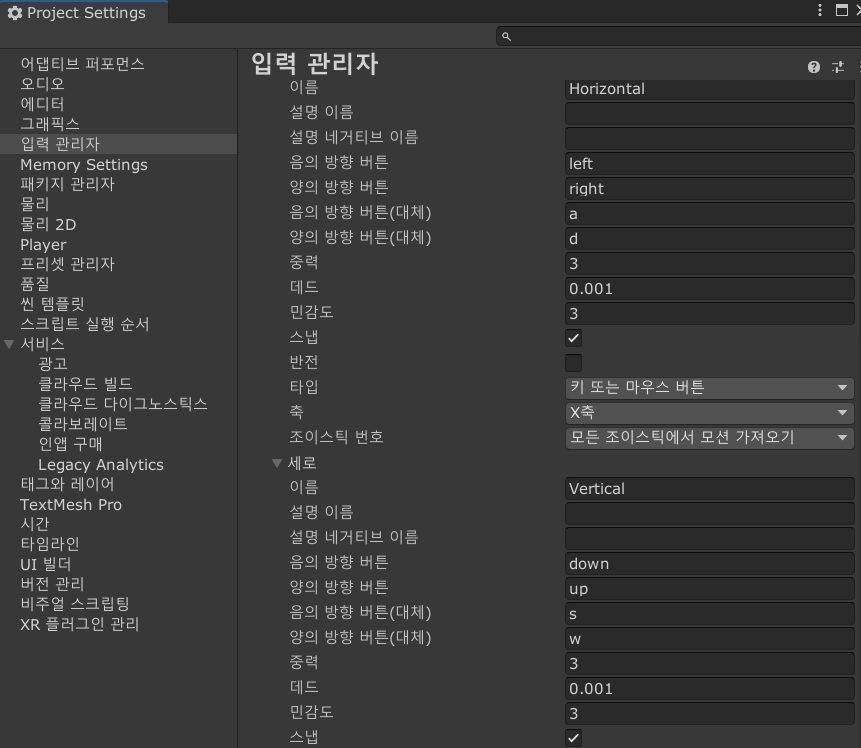 Project Settings
어댑티브 퍼포먼스
오디오
에디터
그래픽스
입력 관리자
Memory Settings
패키지 관리자
물리
물리 2D
Player
프리셋 관리자
품질
씬 템플릿
스크립트 실행 순서
서비스
광고
클라우드 빌드
클라우드 다이그노스틱스
콜라보레이트
인앱 구매
Legacy Analytics
태그와 레이어
TextMesh Pro
시간
타임라인
UI 빌더
버전 관리
비주얼 스크립팅
XR 플러그인 관리
입력 관리자
이름 Horizontal
설명 이름
설명 네거티브 이름
음의 방향 버튼 left
양의 방향 버튼 right
음의 방향 버튼(대체) a
양의 방향 버튼(대체) d
중력 3
데드 0.001
민감도 3
스냅
반전
타입 키 또는 마우스 버튼
축 X축
조이스틱 번호 모든 조이스틱에서 모션 가져오기
세로
이름 Vertical
설명 이름
설명 네거티브 이름
음의 방향 버튼 down
양의 방향 버튼 up
음의 방향 버튼(대체) s
양의 방향 버튼(대체) w
중력 3
데드 0.001
민감도 3
스냅